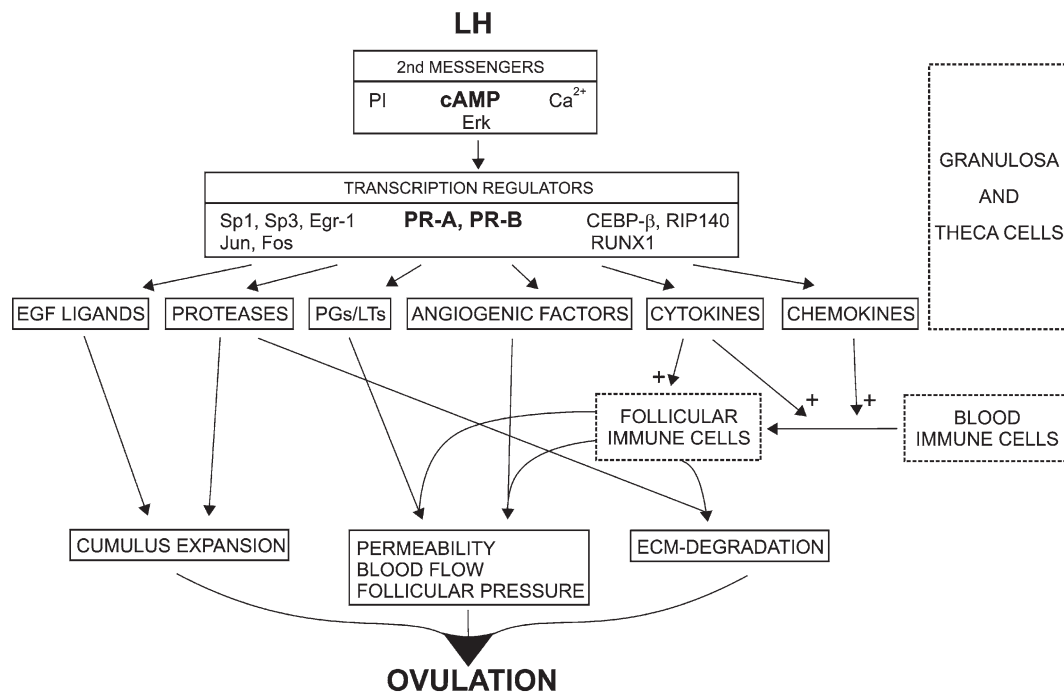 LH
2nd MESSENGERS
PI cAMP Ca²⁺
Erk
TRANSCRIPTION REGULATORS
Sp1, Sp3, Egr-1 PR-A, PR-B CEBP-β, RIP140
Jun, Fos RUNX1
GRANULOSA
AND
THECA CELLS
EGF LIGANDS PROTEASES PGs/LTs ANGIOGENIC FACTORS CYTOKINES CHEMOKINES
+ + +
FOLLICULAR
IMMUNE CELLS
BLOOD
IMMUNE CELLS
CUMULUS EXPANSION
PERMEABILITY
BLOOD FLOW
FOLLICULAR PRESSURE
ECM-DEGRADATION
OVULATION